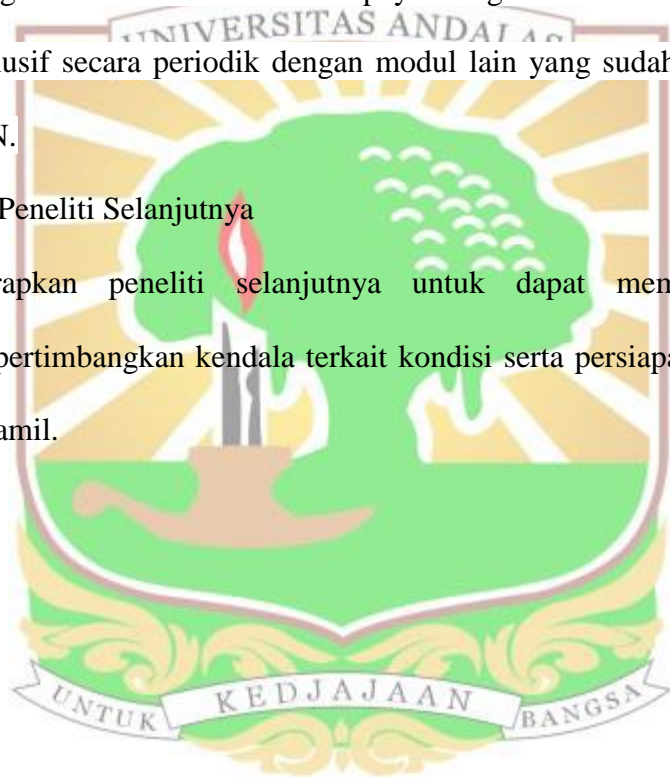 UNIVERSITAS ANDALAS
lusif secara periodik dengan modul lain yang sudah
N.
Peneliti Selanjutnya
rapkan peneliti selanjutnya untuk dapat men
pertimbangkan kendala terkait kondisi serta persiapa
amil.
UNTUK KEDJAJAAN BANGSA